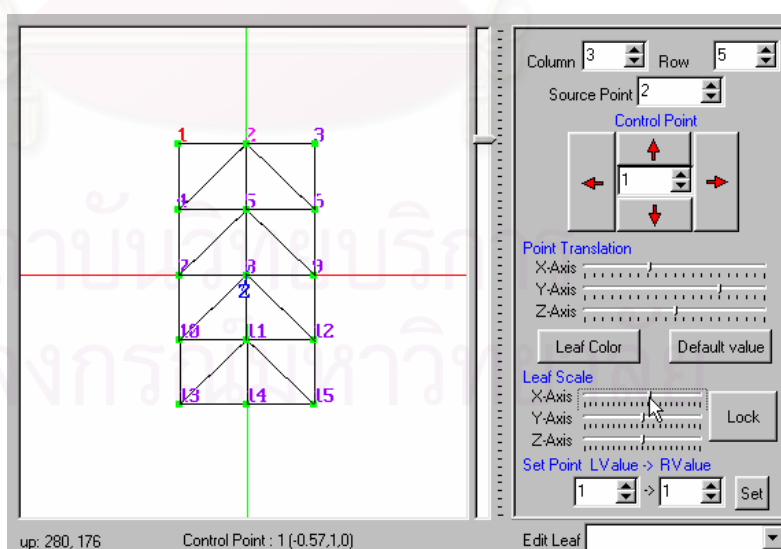 Column 3 Row 5
Source Point 2
Control Point
1
Point Translation
X-Axis
Y-Axis
Z-Axis
Leaf Color Default value
Leaf Scale
X-Axis
Y-Axis
Z-Axis
Lock
Set Point LValue -> RValue
1 -> 1 Set
Edit Leaf
1 2 3
4 5 6
7 8 9
Z
10 11 12
13 14 15
up: 280, 176 Control Point : 1 (-0.57,1,0)